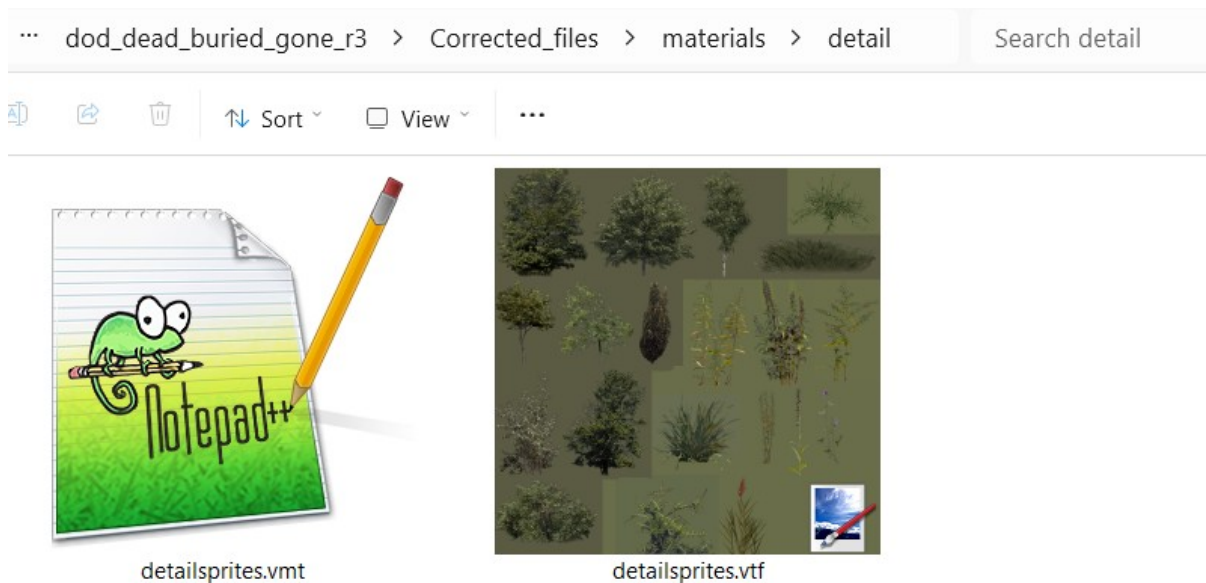 … dod_dead_buried_gone_r3 > Corrected_files > materials > detail Search detail
A Sort View …
Notepad++
detailsprites.vmt detailsprites.vtf